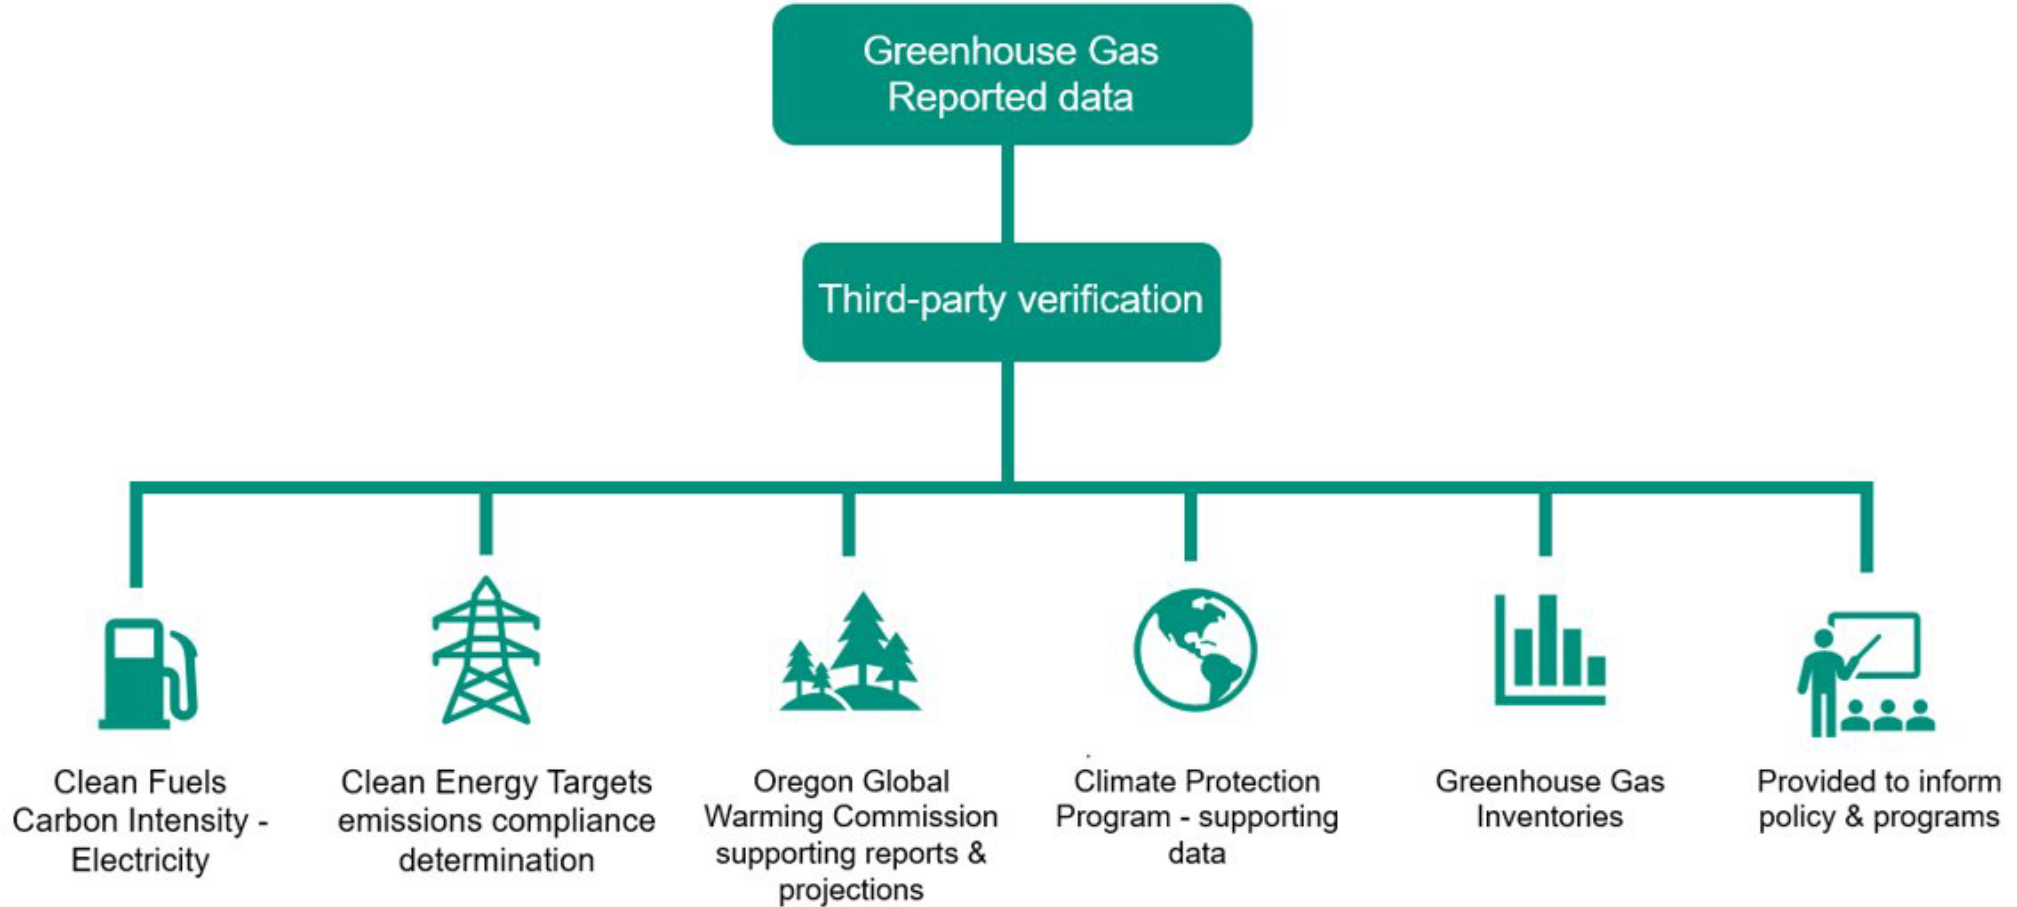 Greenhouse Gas
Reported data
Third-party verification
Clean Fuels
Carbon Intensity -
Electricity
Clean Energy Targets
emissions compliance
determination
Oregon Global
Warming Commission
supporting reports &
projections
Climate Protection
Program - supporting
data
Greenhouse Gas
Inventories
Provided to inform
policy & programs